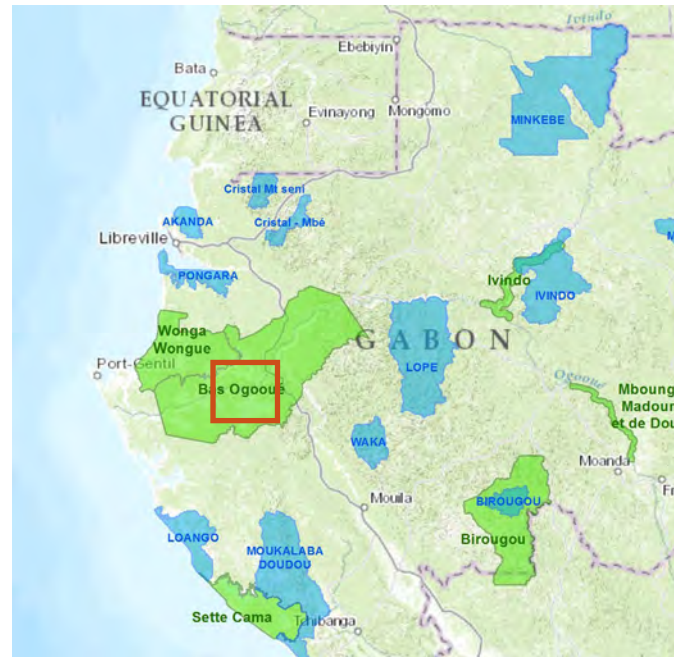 Ivindo
Ebebiyin
Bata
EQUATORIAL
GUINEA
Evinayong
Mongomo
MINKEBE
Cristal Mt seni
AKANDA
Cristal - Mbé
Libreville
PONGARA
Ivindo
IVINDO
Wonga
Wongue
GABON
Port-Gentil
LOPE
Bas Ogooué
Ogooué
Mboung
Madour
et de Dou
WAKA
Moanda
Mouila
BIROUGOU
Birougou
LOANGO
MOUKALABA
DOUDOU
Sette Cama
Tchibanga